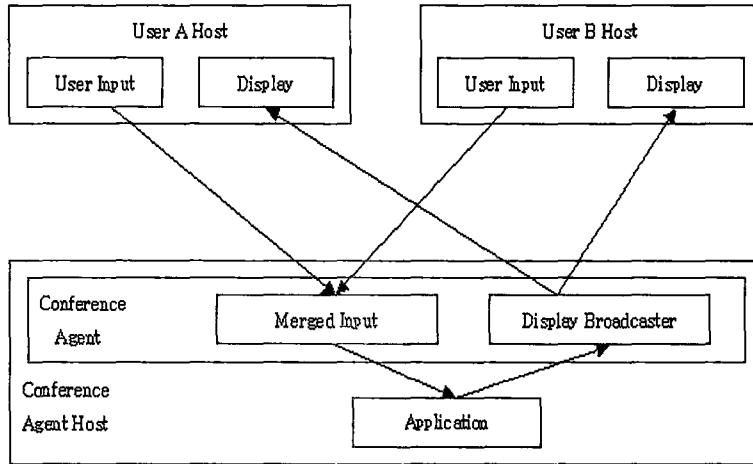 User A Host
User Input
Display
User B Host
User Input
Display
Conference
Agent
Merged Input
Display Broadcaster
Conference
Agent Host
Application